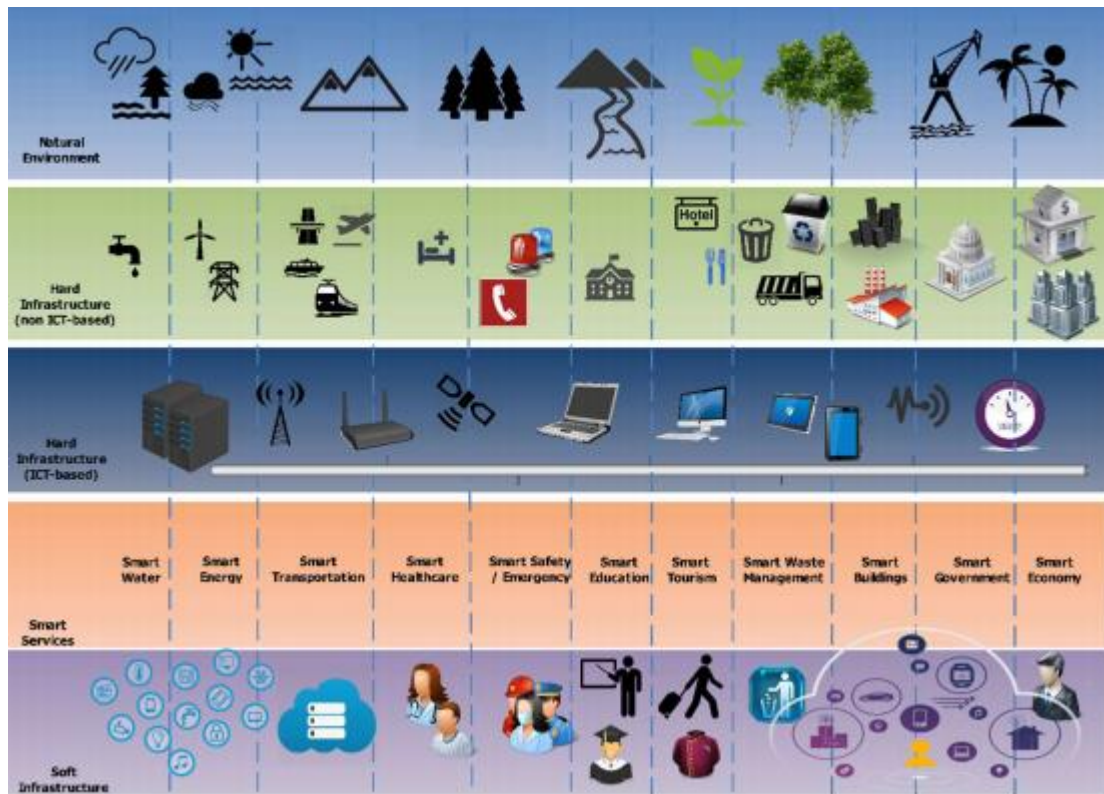 Natural
Environment
Hotel
$
Hard
Infrastructure
(non ICT-based)
Hard
Infrastructure
(ICT-based)
Smart
Water
Smart
Energy
Smart
Transportation
Smart
Healthcare
Smart Safety
/ Emergency
Smart
Education
Smart
Tourism
Smart Waste
Management
Smart
Buildings
Smart
Government
Smart
Economy
Smart
Services
Soft
Infrastructure